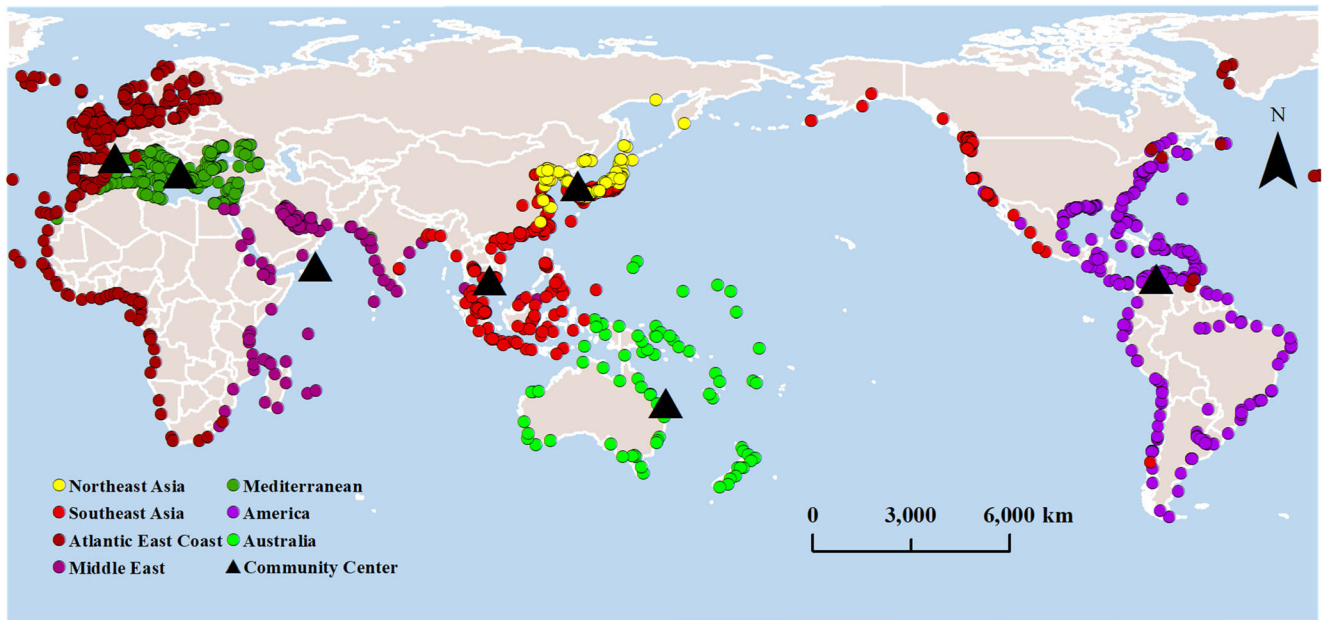 N
Northeast Asia
Mediterranean
Southeast Asia
America
Atlantic East Coast
Australia
Middle East
Community Center
0 3,000 6,000 km